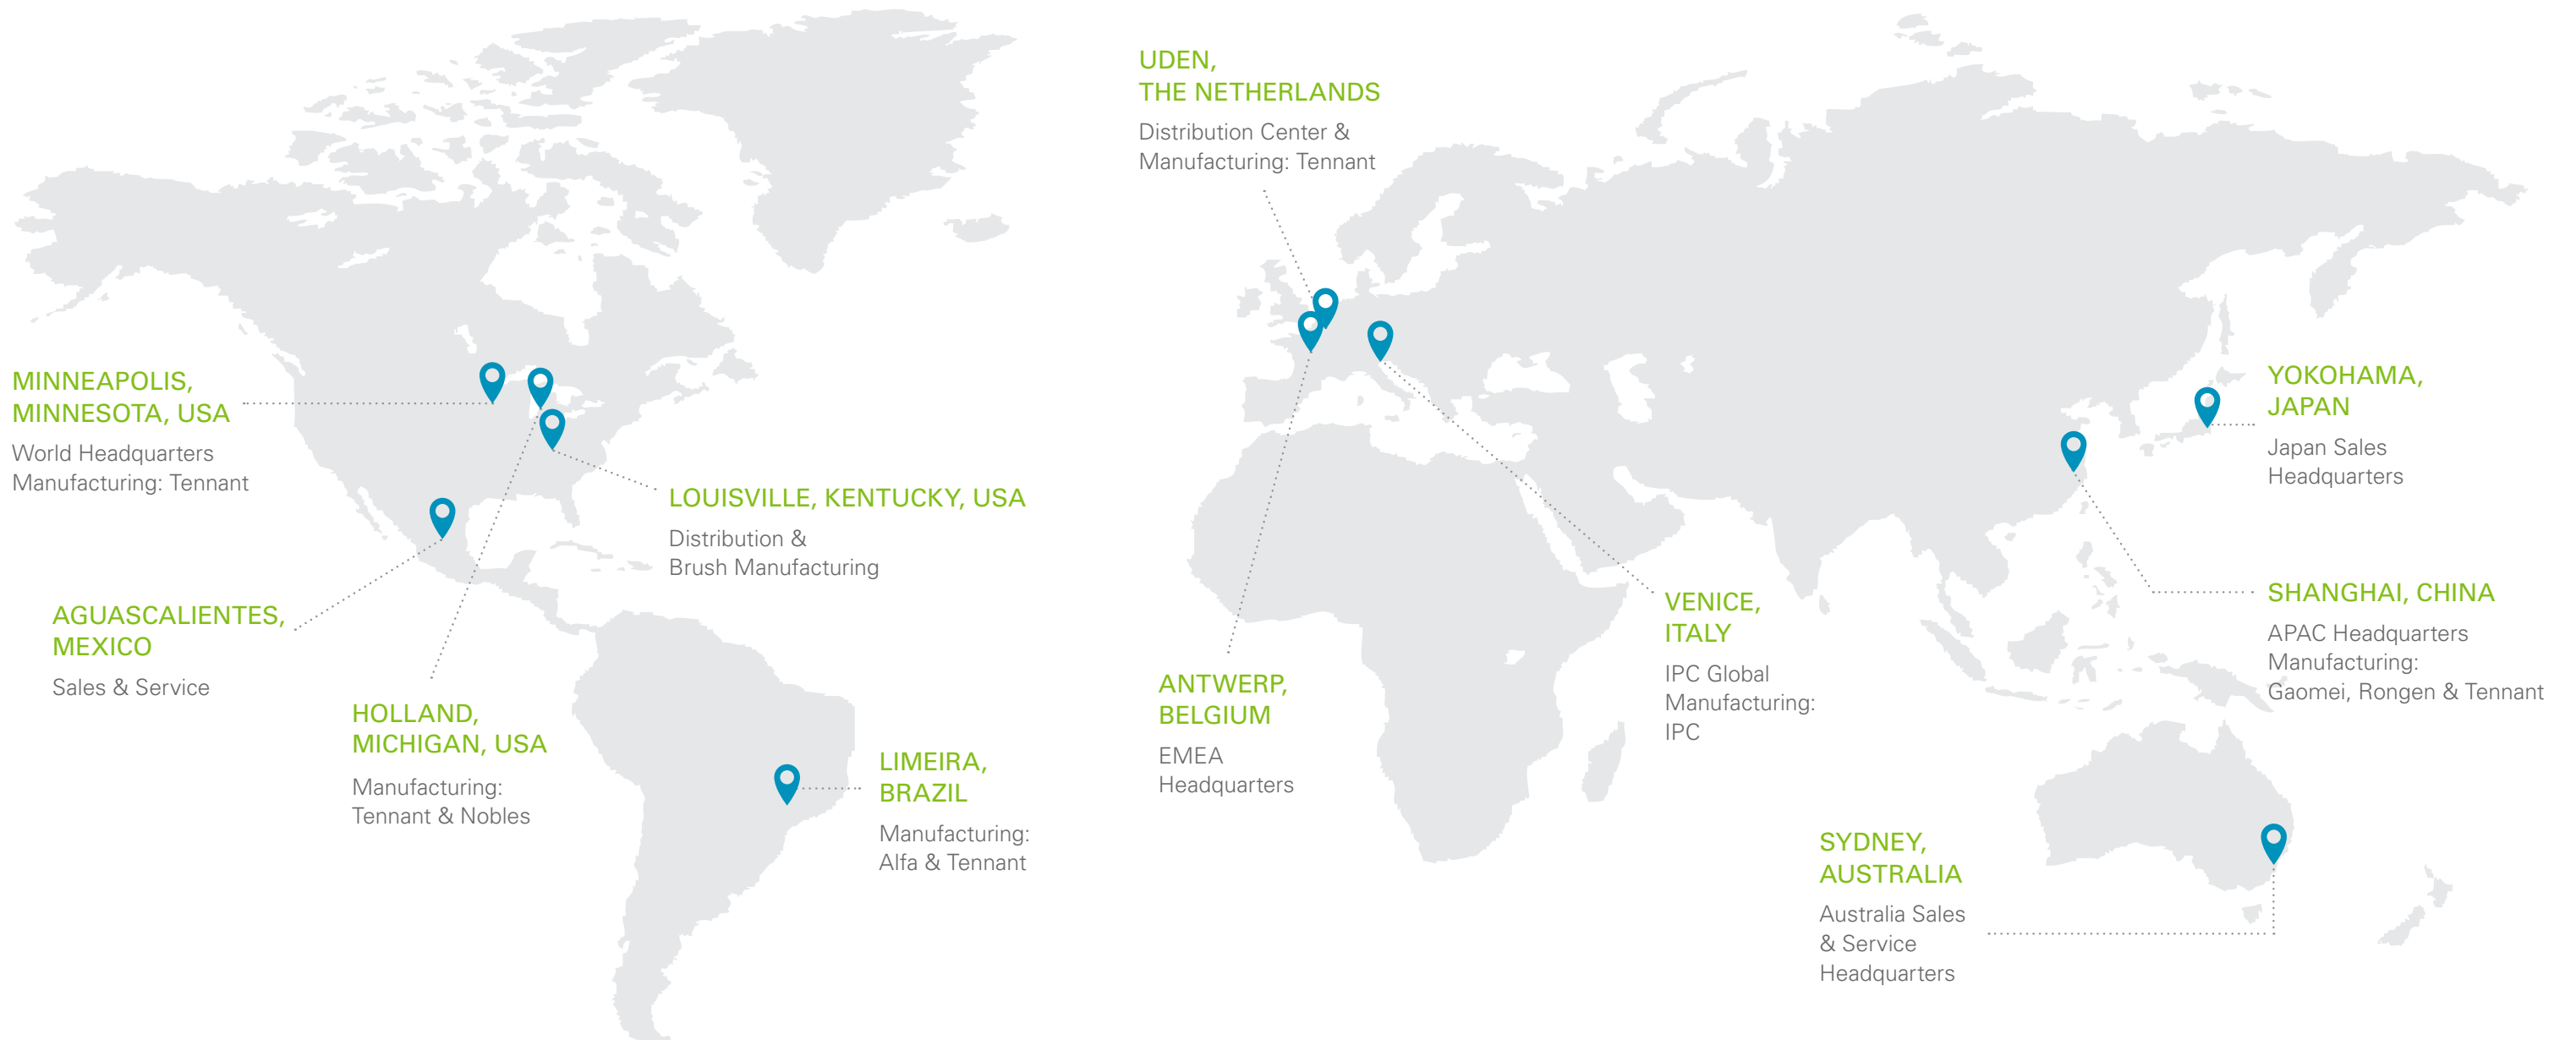 MINNEAPOLIS,
MINNESOTA, USA
World Headquarters
Manufacturing: Tennant
AGUASCALIENTES,
MEXICO
Sales & Service
HOLLAND,
MICHIGAN, USA
Manufacturing:
Tennant & Nobles
LOUISVILLE, KENTUCKY, USA
Distribution &
Brush Manufacturing
LIMEIRA,
BRAZIL
Manufacturing:
Alfa & Tennant
UDEN,
THE NETHERLANDS
Distribution Center &
Manufacturing: Tennant
ANTWERP,
BELGIUM
EMEA
Headquarters
VENICE,
ITALY
IPC Global
Manufacturing:
IPC
YOKOHAMA,
JAPAN
Japan Sales
Headquarters
SHANGHAI, CHINA
APAC Headquarters
Manufacturing:
Gaomei, Rongen & Tennant
SYDNEY,
AUSTRALIA
Australia Sales
& Service
Headquarters